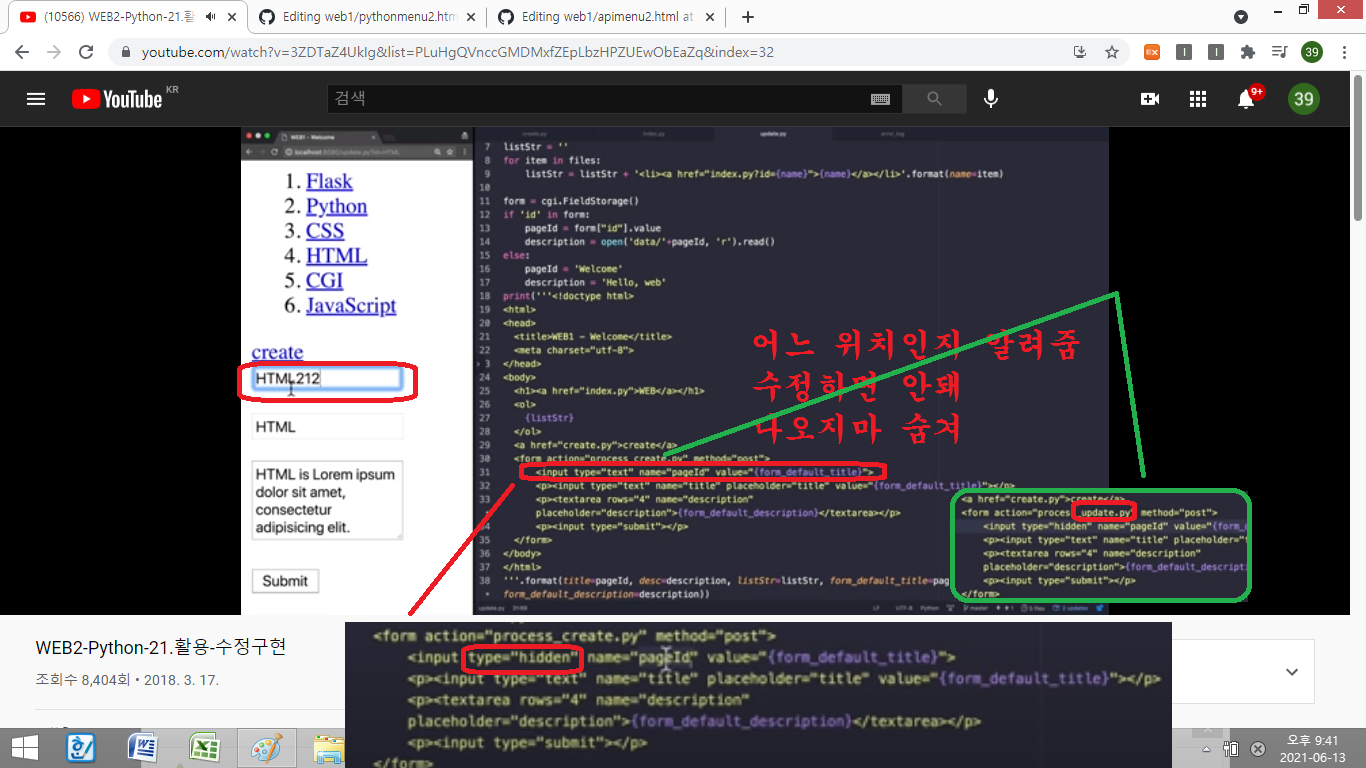 (10566) WEB2-Python-21.활
Editing web1/pythonmenu2.htm
Editing web1/apimenu2.html at
youtube.com/watch?v=3ZDTaZ4UkIg&list=PLuHgQVnccGMDMxfZEpLbzHPZUEwObEaZq&index=32
39
YouTube KR
검색
9+
39
WEB1 - Welcome
localhost:8080/update.py?id=HTML
1. Flask
2. Python
3. CSS
4. HTML
5. CGI
6. JavaScript
create
HTML212
HTML
HTML is Lorem ipsum
dolor sit amet,
consectetur
adipisicing elit.
Submit
create.py
index.py
update.py
error_log
7 listStr = ''
8 for item in files:
9 listStr = listStr + '<li><a href="index.py?id={name}">{name}</a></li>'.format(name=item)
10
11 form = cgi.FieldStorage()
12 if 'id' in form:
13 pageId = form["id"].value
14 description = open('data/'+pageId, 'r').read()
15 else:
16 pageId = 'Welcome'
17 description = 'Hello, web'
18 print('''<!doctype html>
19 <html>
20 <head>
21 <title>WEB1 - Welcome</title>
22 <meta charset="utf-8">
3 </head>
24 <body>
25 <h1><a href="index.py">WEB</a></h1>
26 <ol>
27 {listStr}
28 </ol>
29 <a href="create.py">create</a>
30 <form action="process_create.py" method="post">
31 <input type="text" name="pageId" value="{form_default_title}">
32 <p><input type="text" name="title" placeholder="title" value="{form_default_title}"></p>
33 <p><textarea rows="4" name="description"
placeholder="description">{form_default_description}</textarea></p>
34 <p><input type="submit"></p>
35 </form>
36 </body>
37 </html>
38 '''.format(title=pageId, desc=description, listStr=listStr, form_default_title=pag
form_default_description=description))
update.py 31:69
LF UTF-8 Python master 1 5 files 2 updates
어느 위치인지 알려줌
수정하면 안돼
나오지마 숨겨
<a href="create.py">create</a>
<form action="process_update.py" method="post">
<input type="hidden" name="pageId" value="{form_d
<p><input type="text" name="title" placeholder="t
<p><textarea rows="4" name="description"
placeholder="description">{form_default_descripti
<p><input type="submit"></p>
</form>
WEB2-Python-21.활용-수정구현
조회수 8,404회 • 2018. 3. 17.
<form action="process_create.py" method="post">
<input type="hidden" name="pageId" value="{form_default_title}">
<p><input type="text" name="title" placeholder="title" value="{form_default_title}"></p>
<p><textarea rows="4" name="description"
placeholder="description">{form_default_description}</textarea></p>
<p><input type="submit"></p>
</form>
오후 9:41
2021-06-13